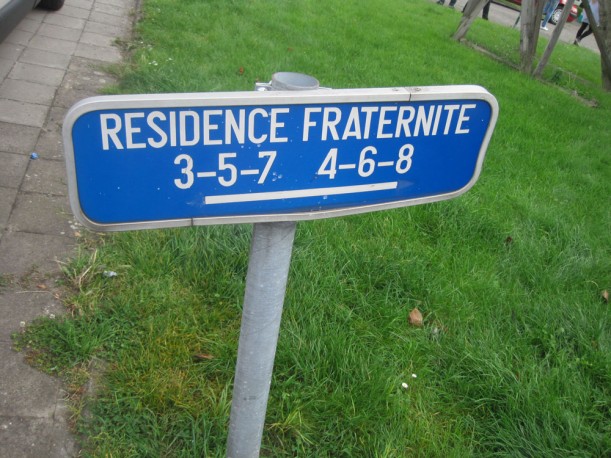 RESIDENCE FRATERNITE
3-5-7 4-6-8